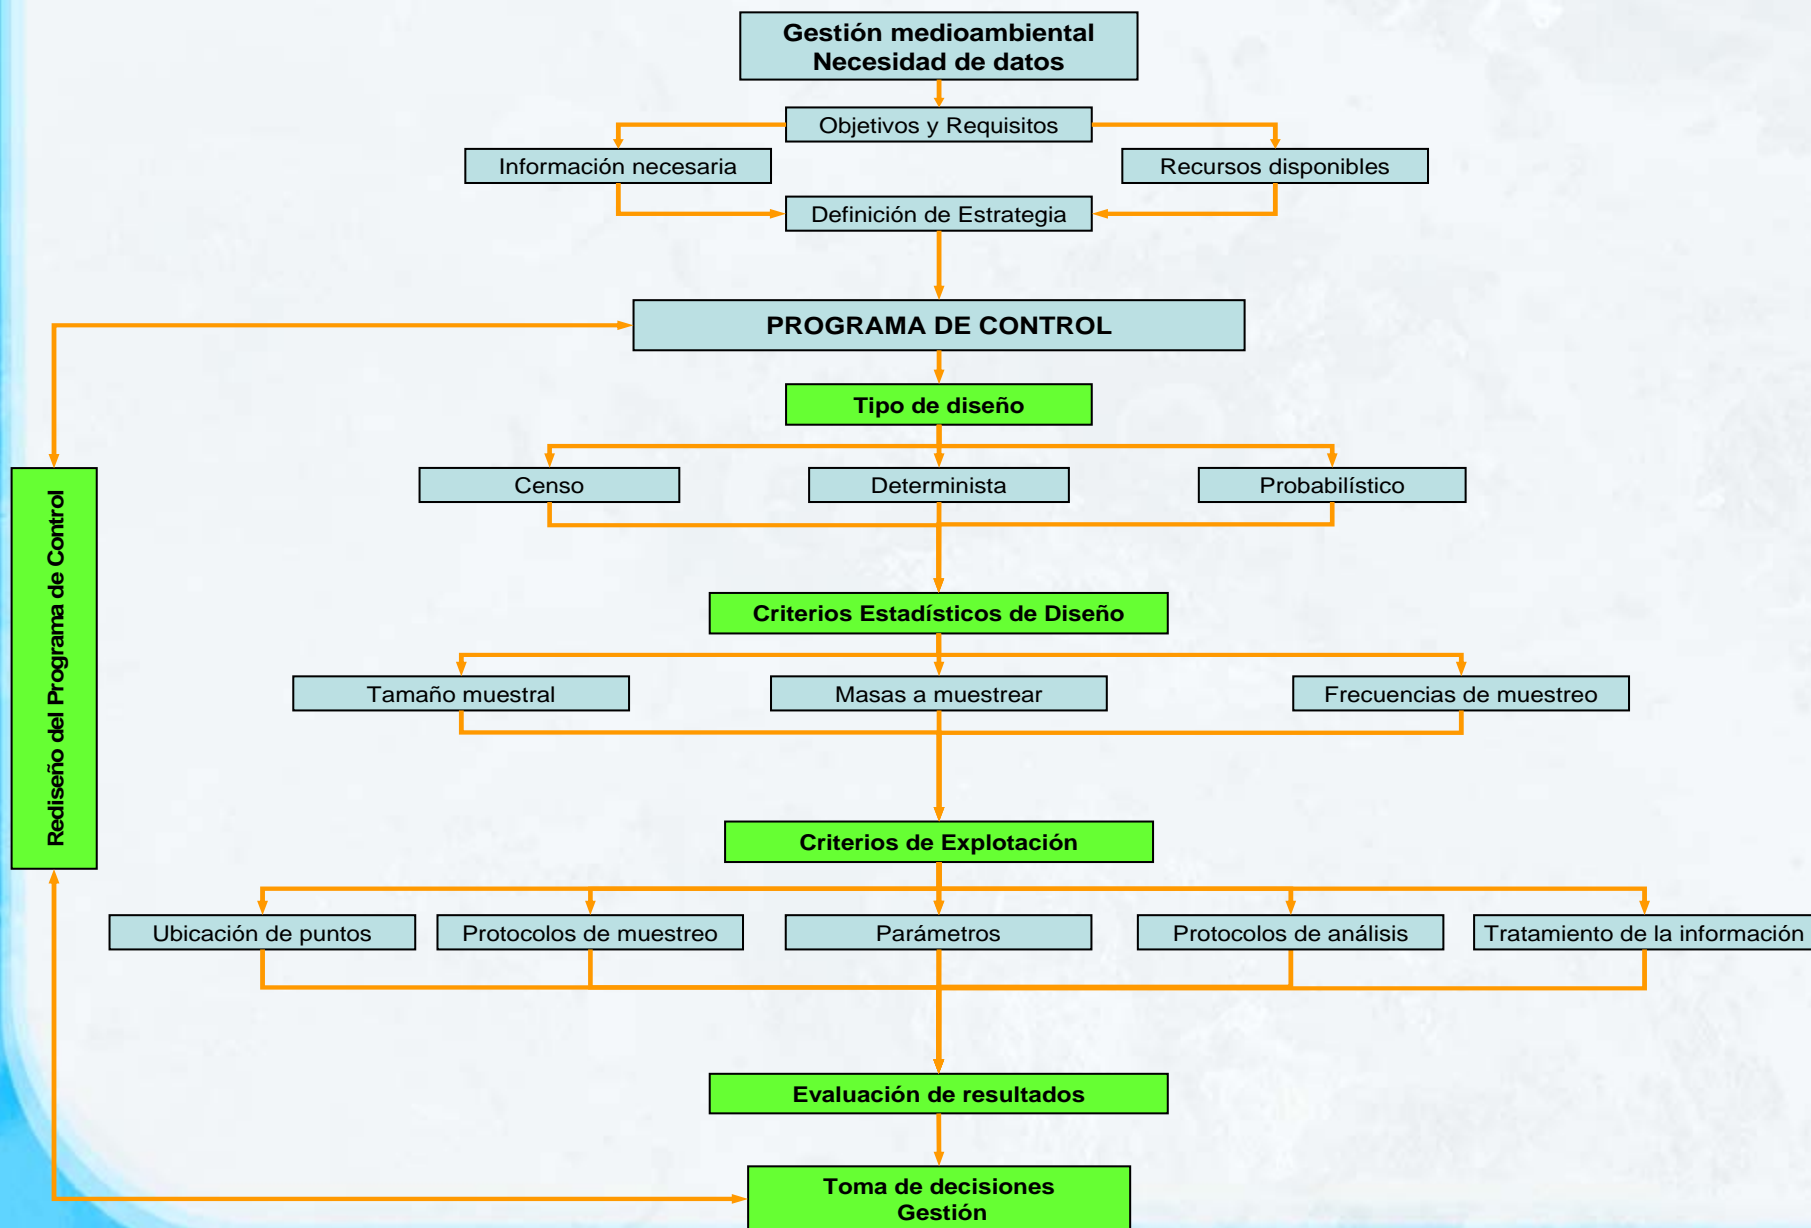 Gestión medioambiental
Necesidad de datos
Objetivos y Requisitos
Información necesaria
Recursos disponibles
Definición de Estrategia
PROGRAMA DE CONTROL
Tipo de diseño
Censo
Determinista
Probabilístico
Rediseño del Programa de Control
Criterios Estadísticos de Diseño
Tamaño muestral
Masas a muestrear
Frecuencias de muestreo
Criterios de Explotación
Ubicación de puntos
Protocolos de muestreo
Parámetros
Protocolos de análisis
Tratamiento de la información
Evaluación de resultados
Toma de decisiones
Gestión